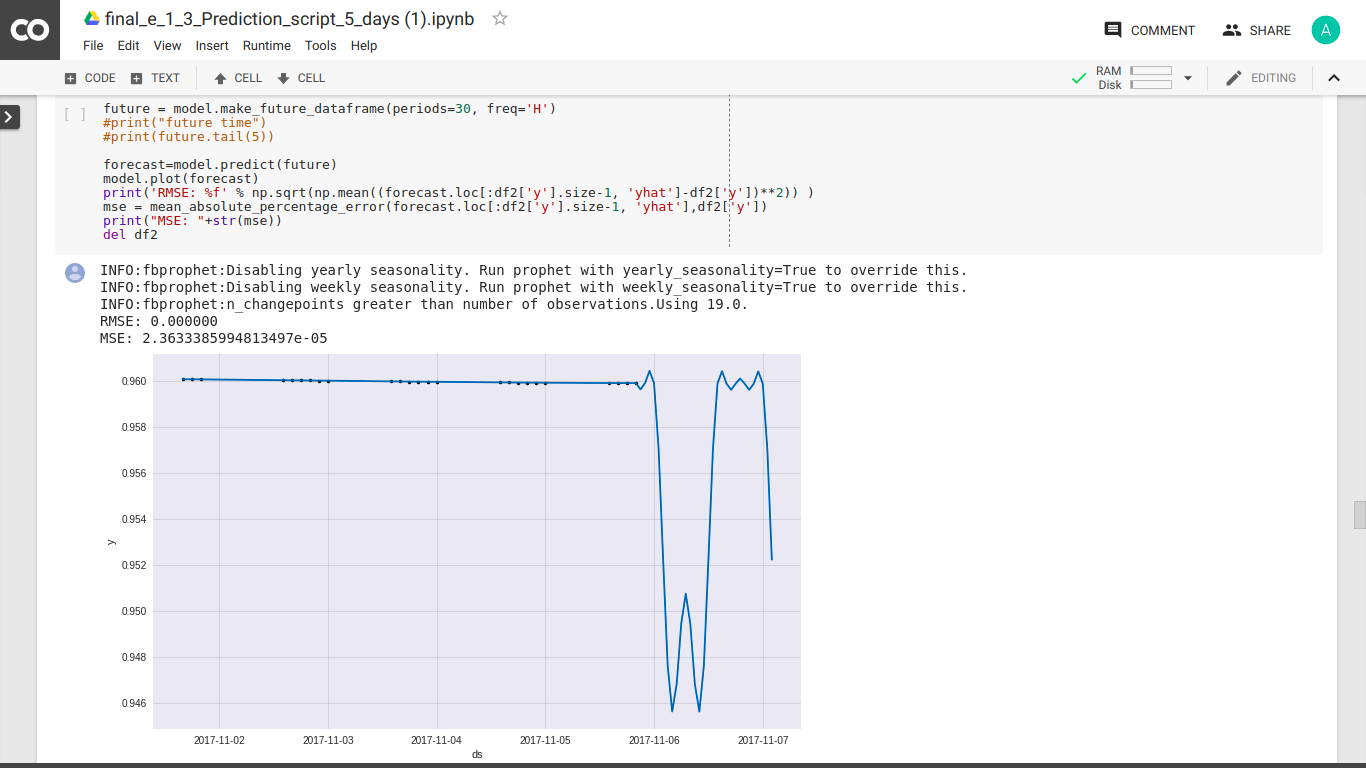 CO
final_e_1_3_Prediction_script_5_days (1).ipynb
COMMENT
SHARE
A
File Edit View Insert Runtime Tools Help
CODE TEXT CELL CELL
RAM
Disk
EDITING
[ ]
future = model.make_future_dataframe(periods=30, freq='H')
#print("future time")
#print(future.tail(5))
forecast=model.predict(future)
model.plot(forecast)
print('RMSE: %f' % np.sqrt(np.mean((forecast.loc[:df2['y'].size-1, 'yhat']-df2['y'])**2)) )
mse = mean_absolute_percentage_error(forecast.loc[:df2['y'].size-1, 'yhat'],df2['y'])
print("MSE: "+str(mse))
del df2
INFO:fbprophet:Disabling yearly seasonality. Run prophet with yearly_seasonality=True to override this.
INFO:fbprophet:Disabling weekly seasonality. Run prophet with weekly_seasonality=True to override this.
INFO:fbprophet:n_changepoints greater than number of observations.Using 19.0.
RMSE: 0.000000
MSE: 2.3633385994813497e-05
0.960
0.958
0.956
0.954
y
0.952
0.950
0.948
0.946
2017-11-02 2017-11-03 2017-11-04 2017-11-05 2017-11-06 2017-11-07
ds